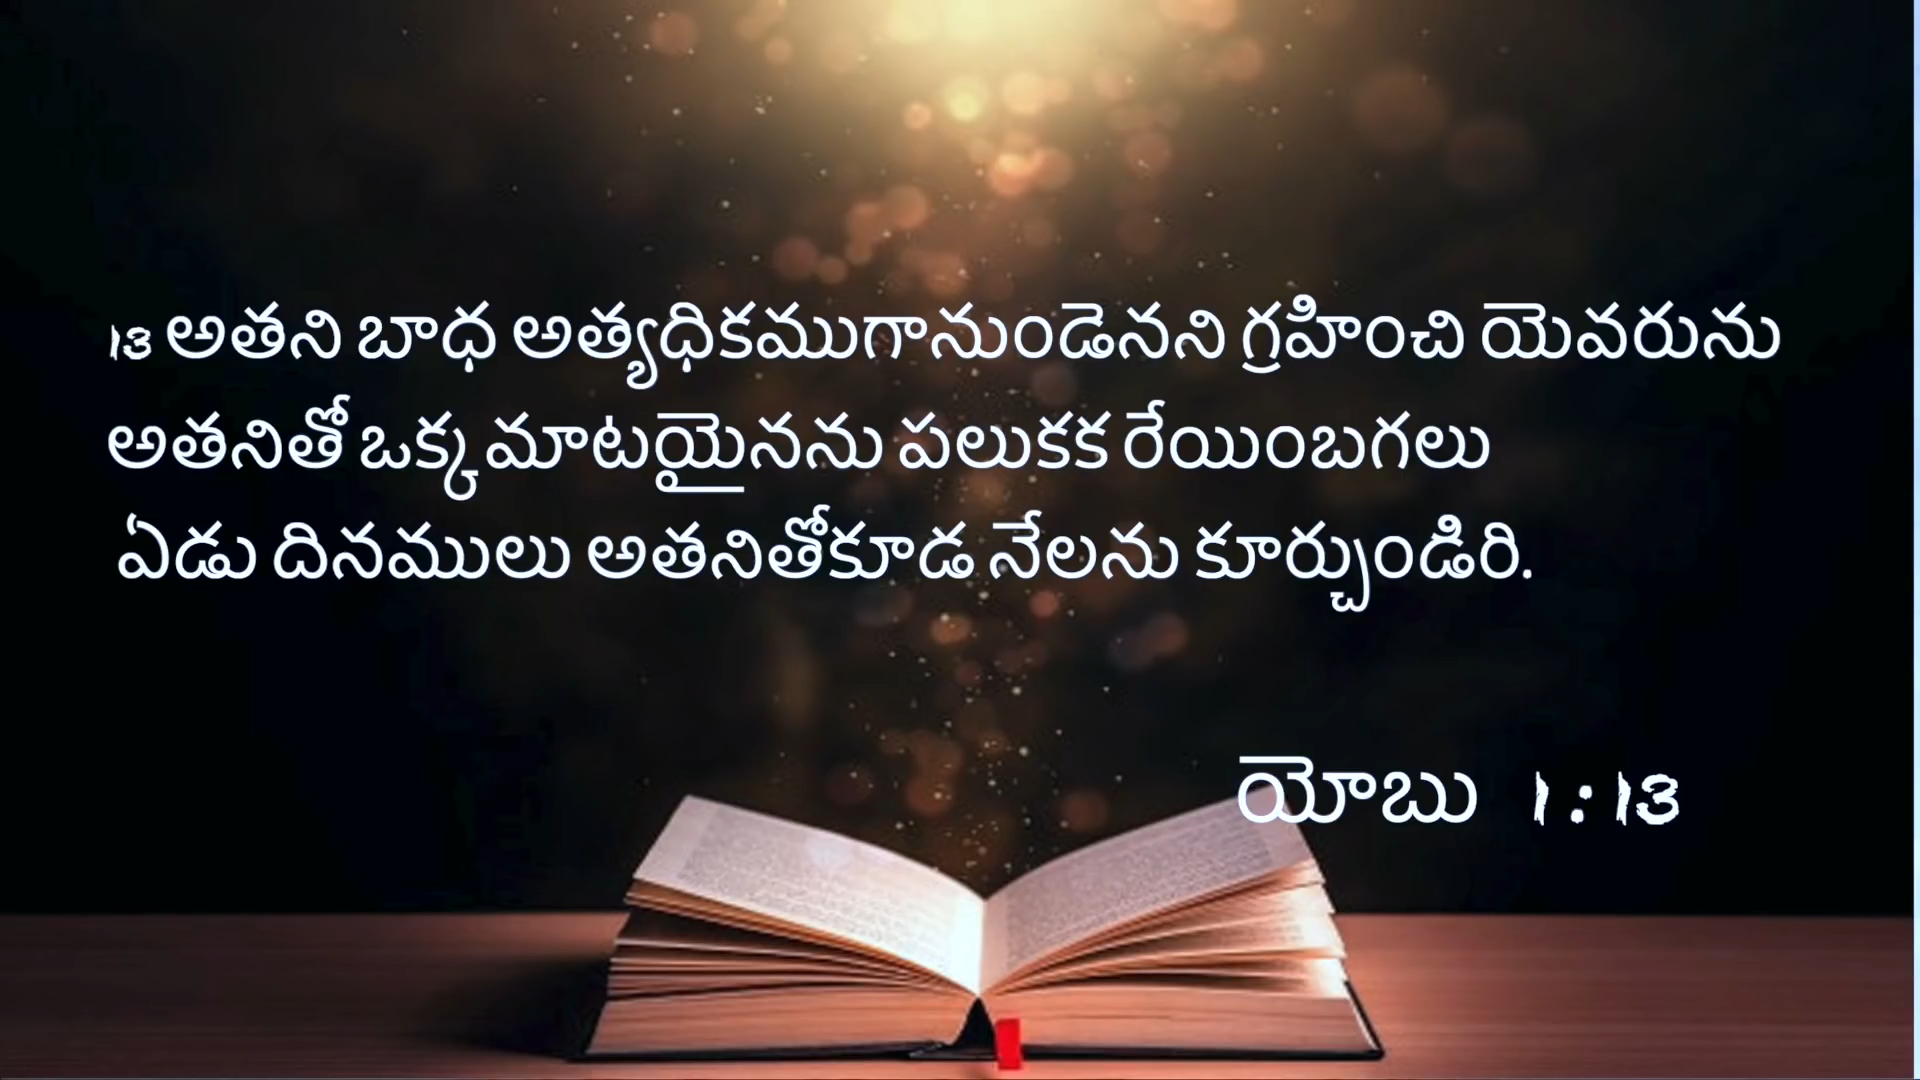 13 అతని బాధ అత్యధికముగానుండెనని గ్రహించి యెవరును
అతనితో ఒక్క మాటయైనను పలుకక రేయింబగలు
ఏడు దినములు అతనితోకూడ నేలను కూర్చుండిరి.
యోబు 1:13